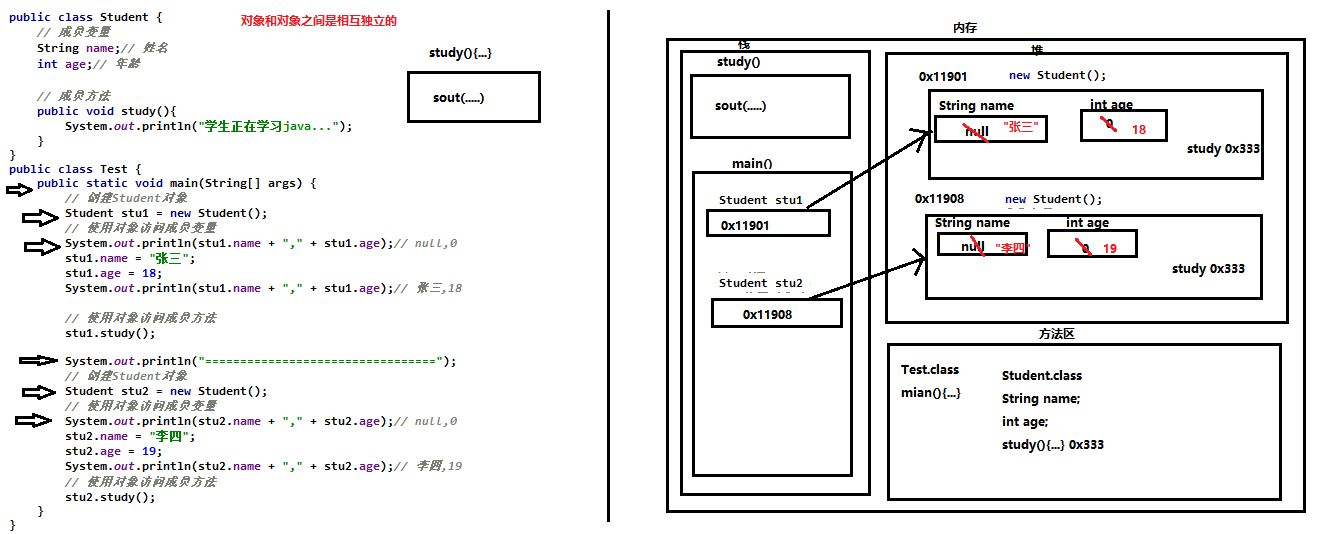 public class Student {
// 成员变量
String name;// 姓名
int age;// 年龄
// 成员方法
public void study(){
System.out.println("学生正在学习java...");
}
}
public class Test {
public static void main(String[] args) {
// 创建Student对象
Student stu1 = new Student();
// 使用对象访问成员变量
System.out.println(stu1.name + "," + stu1.age);// null,0
stu1.name = "张三";
stu1.age = 18;
System.out.println(stu1.name + "," + stu1.age);// 张三,18
// 使用对象访问成员方法
stu1.study();
System.out.println("=================================");
// 创建Student对象
Student stu2 = new Student();
// 使用对象访问成员变量
System.out.println(stu2.name + "," + stu2.age);// null,0
stu2.name = "李四";
stu2.age = 19;
System.out.println(stu2.name + "," + stu2.age);// 李四,19
// 使用对象访问成员方法
stu2.study();
}
}
对象和对象之间是相互独立的
study(){...}
sout(.....)
内存
栈
study()
sout(.....)
main()
Student stu1
0x11901
Student stu2
0x11908
堆
0x11901 new Student();
String name int age
null "张三" 0 18
study 0x333
0x11908 new Student();
String name int age
null "李四" 0 19
study 0x333
方法区
Test.class
mian(){...}
Student.class
String name;
int age;
study(){...} 0x333